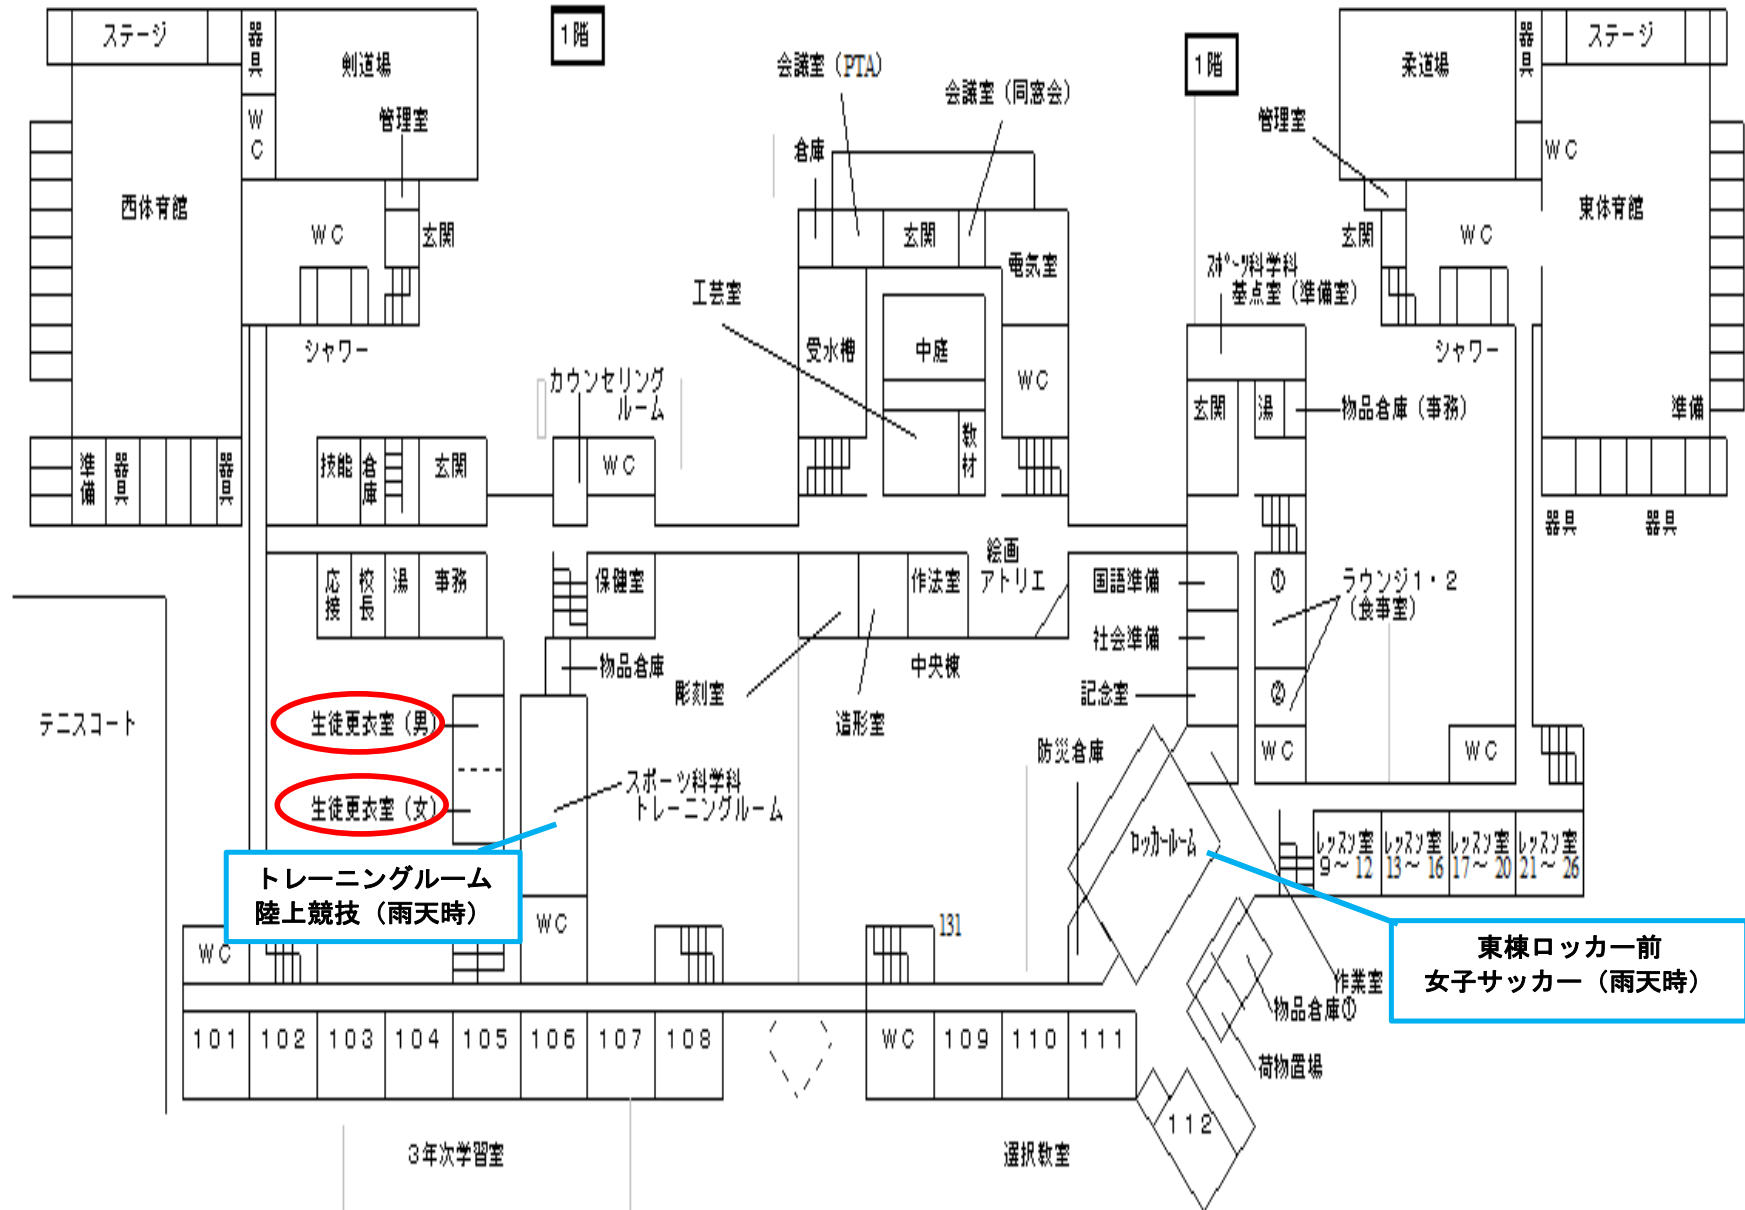 ステージ
器具
剣道場
1階
会議室（PTA）
会議室（同窓会）
1階
柔道場
器具
ステージ
WC
管理室
倉庫
管理室
WC
西体育館
WC
玄関
玄関
電気室
玄関
WC
東体育館
スポーツ科学科
基点室（準備室）
工芸室
シャワー
受水槽
中庭
シャワー
カウンセリング
ルーム
WC
玄関
湯
物品倉庫（事務）
準備
準備
器具
器具
技能
倉庫
玄関
WC
教材
器具
器具
応接
校長
湯
事務
保健室
作法室
絵画
アトリエ
国語準備
①
ラウンジ1・2
（食事室）
社会準備
物品倉庫
彫刻室
中央棟
記念室
②
テニスコート
生徒更衣室（男）
造形室
防災倉庫
WC
WC
生徒更衣室（女）
スポーツ科学科
トレーニングルーム
ロッカールーム
レッスン室
9～12
レッスン室
13～16
レッスン室
17～20
レッスン室
21～26
トレーニングルーム
陸上競技（雨天時）
WC
WC
131
東棟ロッカー前
女子サッカー（雨天時）
作業室
物品倉庫①
荷物置場
101
102
103
104
105
106
107
108
WC
109
110
111
112
3年次学習室
選択教室